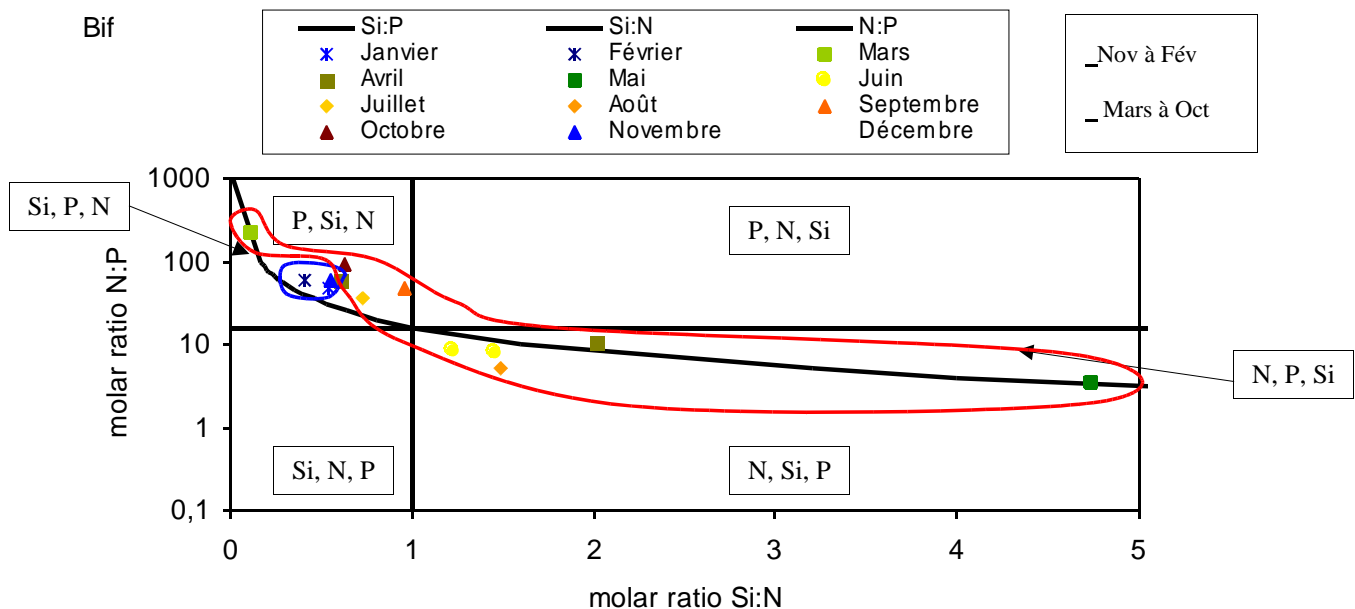 Bif
Si:P Si:N N:P
Janvier Février Mars
Avril Mai Juin
Juillet Août Septembre
Octobre Novembre Décembre
_Nov à Fév
_ Mars à Oct
Si, P, N
P, Si, N
P, N, Si
N, P, Si
Si, N, P
N, Si, P
molar ratio N:P
1000
100
10
1
0,1
0 1 2 3 4 5
molar ratio Si:N